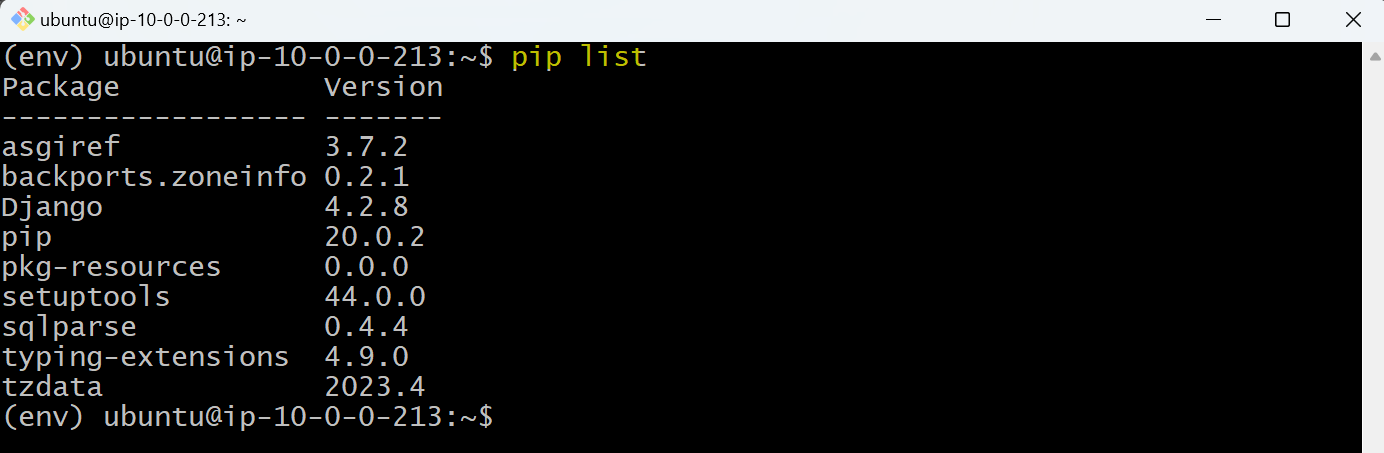 ubuntu@ip-10-0-0-213: ~
(env) ubuntu@ip-10-0-0-213:~$ pip list
Package            Version
------------------ -------
asgiref            3.7.2
backports.zoneinfo 0.2.1
Django             4.2.8
pip                20.0.2
pkg-resources      0.0.0
setuptools         44.0.0
sqlparse           0.4.4
typing-extensions  4.9.0
tzdata             2023.4
(env) ubuntu@ip-10-0-0-213:~$